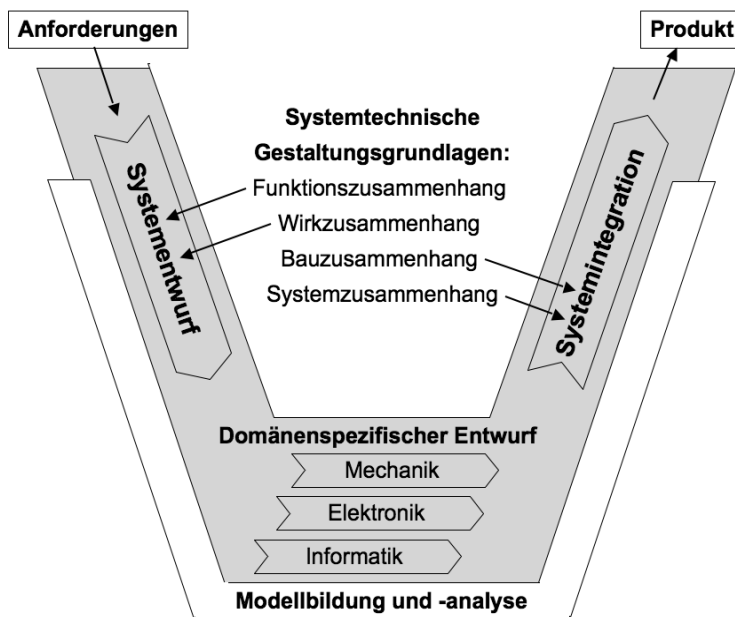 Anforderungen
Produkt
Systemtechnische
Gestaltungsgrundlagen:
Funktionszusammenhang
Wirkzusammenhang
Bauzusammenhang
Systemzusammenhang
Systementwurf
Systemintegration
Domänenspezifischer Entwurf
Mechanik
Elektronik
Informatik
Modellbildung und -analyse